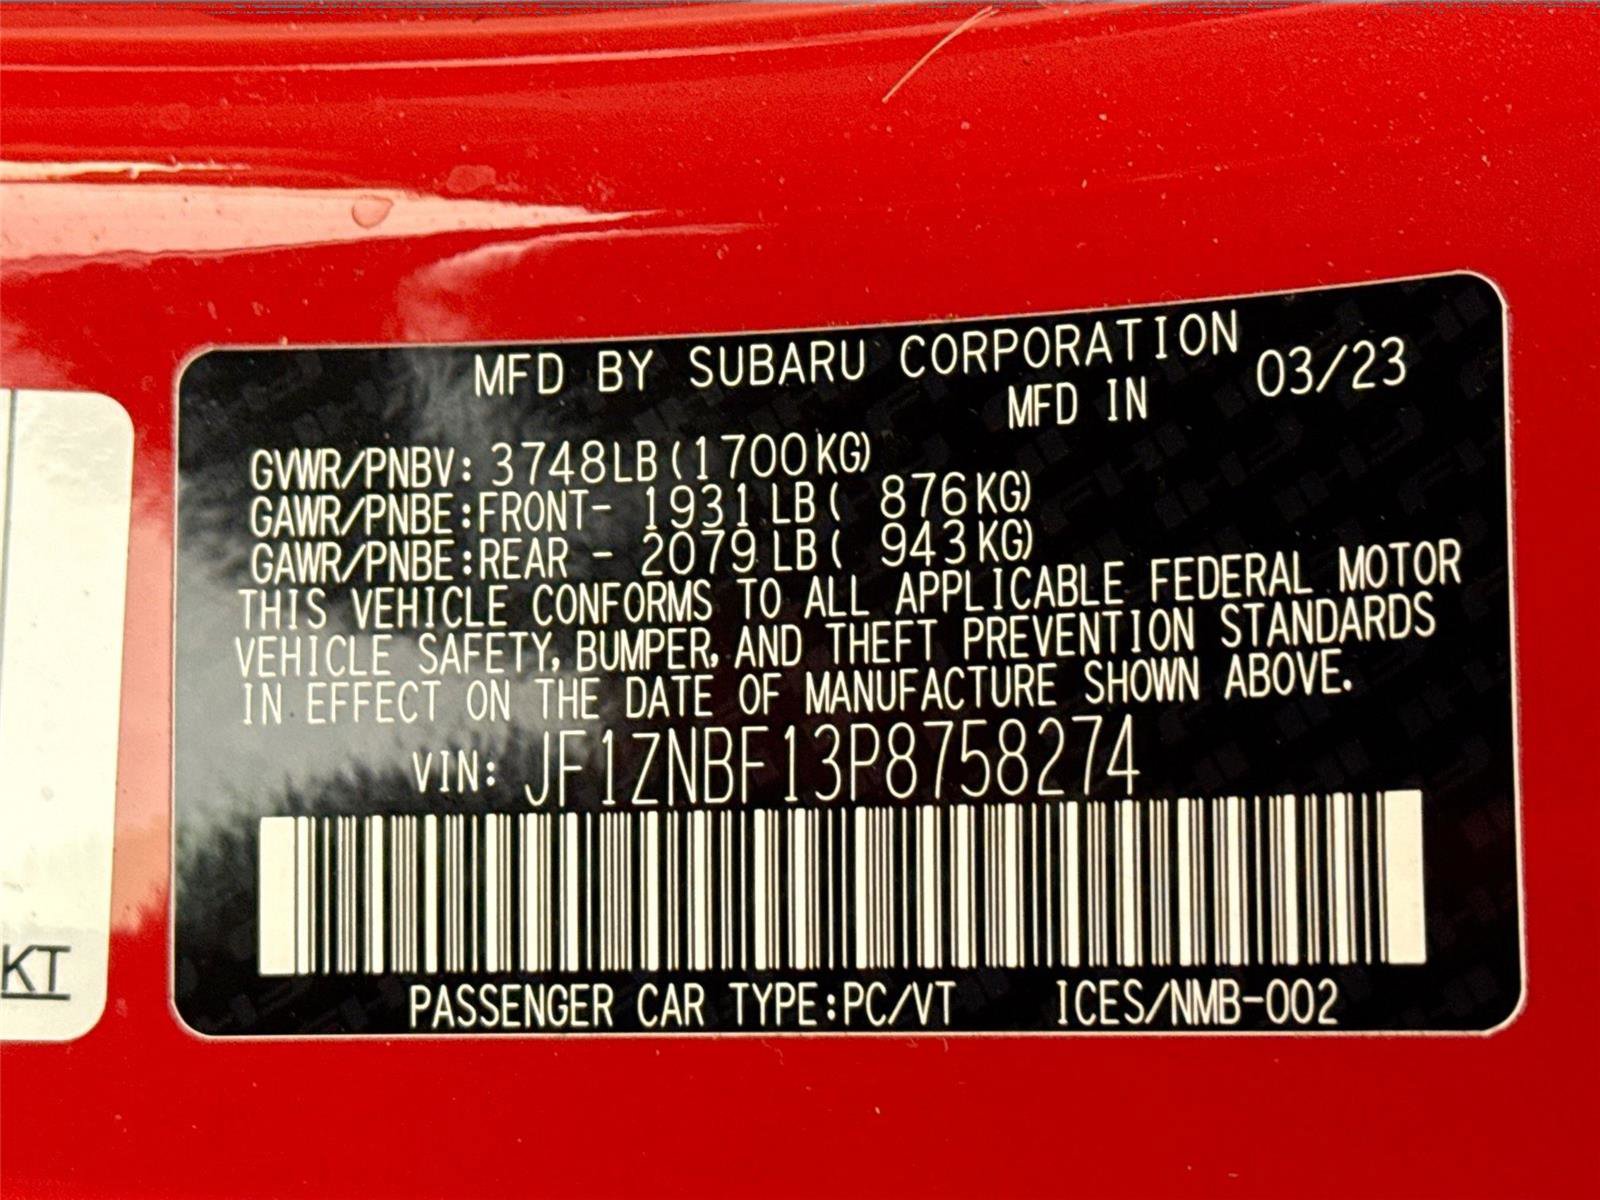 MFD BY SUBARU CORPORATION
MFD IN 03/23
GVWR/PNBV: 3748LB(1700KG)
GAWR/PNBE:FRONT- 1931LB( 876KG)
GAWR/PNBE:REAR - 2079LB( 943KG)
THIS VEHICLE CONFORMS TO ALL APPLICABLE FEDERAL MOTOR
VEHICLE SAFETY, BUMPER, AND THEFT PREVENTION STANDARDS
IN EFFECT ON THE DATE OF MANUFACTURE SHOWN ABOVE.
VIN: JF1ZNBF13P8758274
PASSENGER CAR TYPE:PC/VT ICES/NMB-002
KT